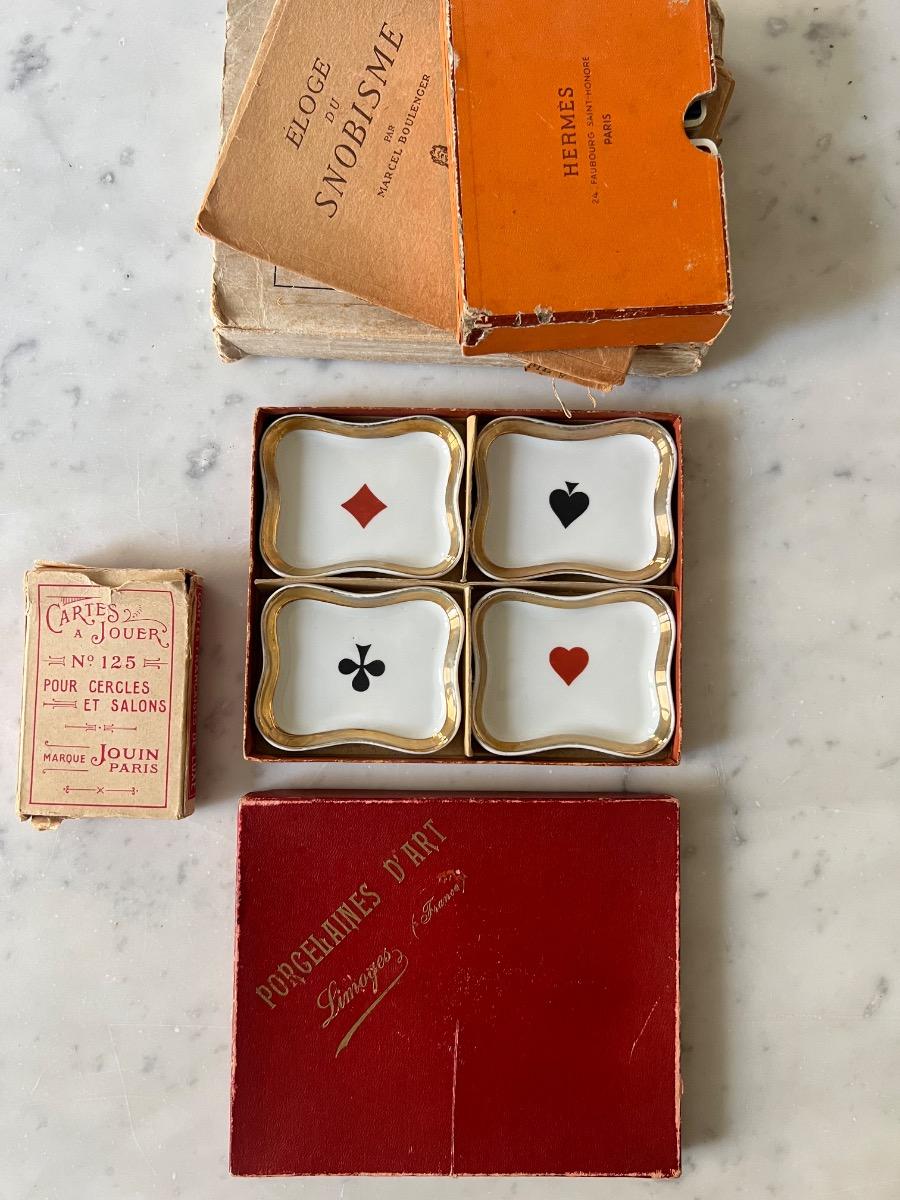 ELOGE
DU
SNOBISME
PAR
MARCEL BOULENGER
HERMÈS
24, FAUBOURG SAINT-HONORÉ
PARIS
CARTES
A JOUER
Nº 125
POUR CERCLES
ET SALONS
MARQUE JOUIN
PARIS
PORCELAINES D'ART
Limoges (France)